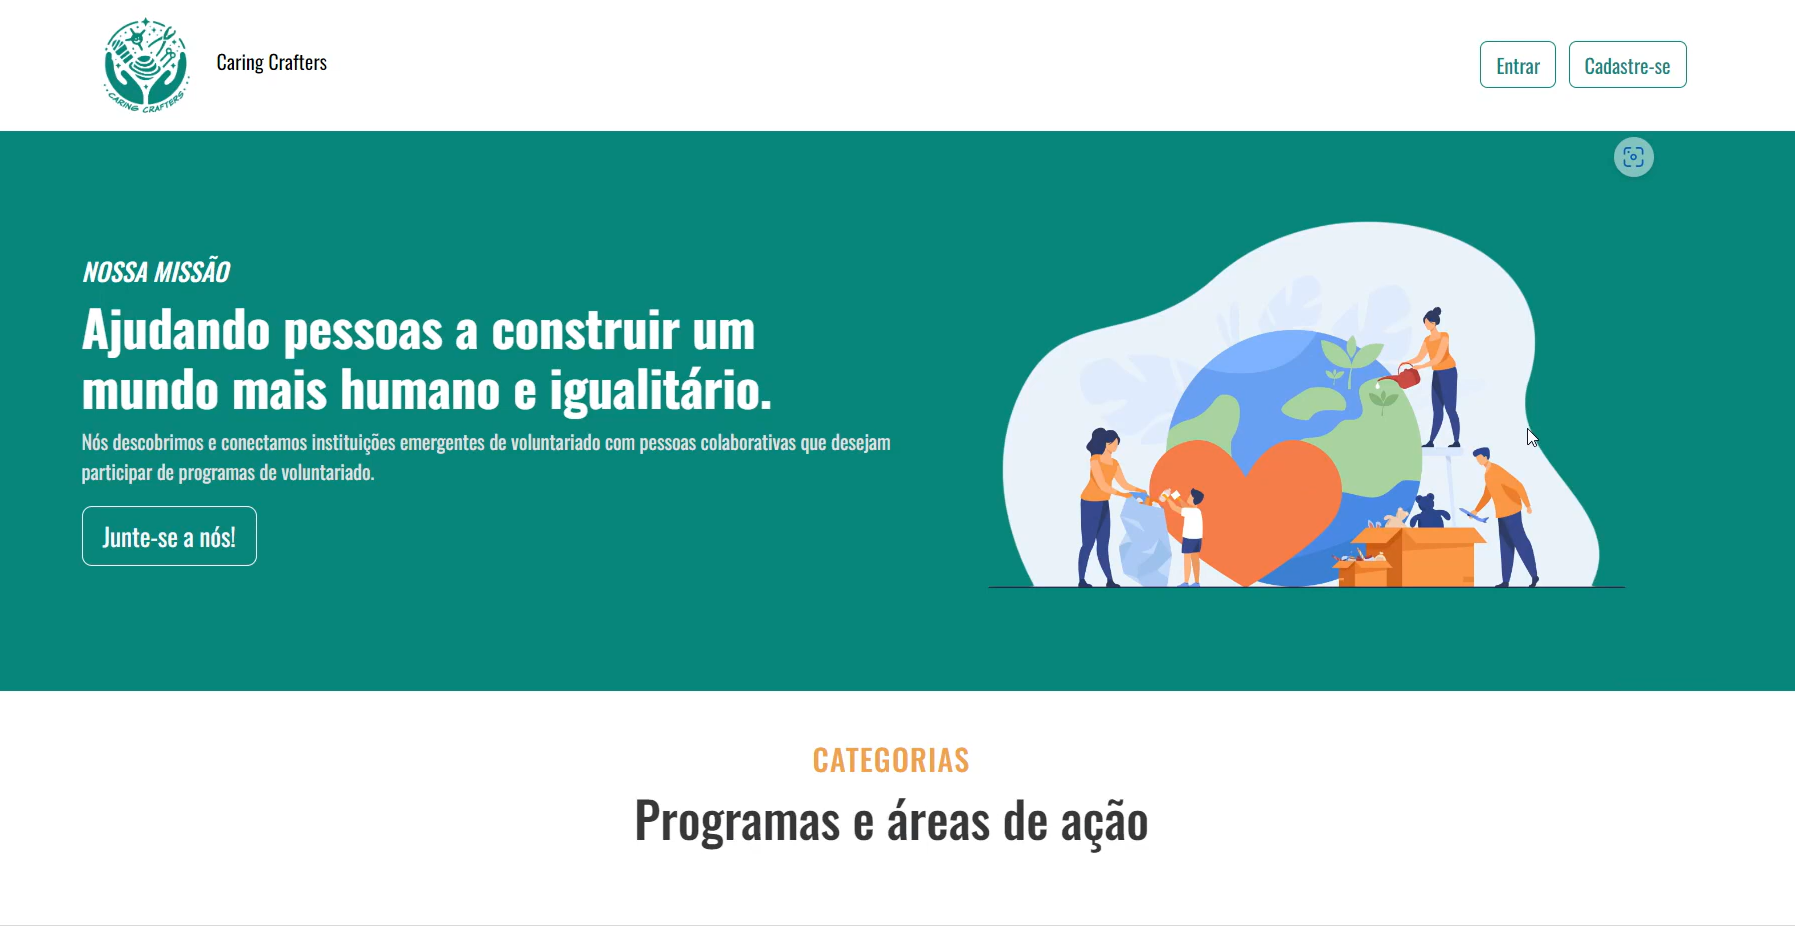 CARING CRAFTERS
Caring Crafters
Entrar
Cadastre-se
NOSSA MISSÃO
Ajudando pessoas a construir um
mundo mais humano e igualitário.
Nós descobrimos e conectamos instituições emergentes de voluntariado com pessoas colaborativas que desejam
participar de programas de voluntariado.
Junte-se a nós!
CATEGORIAS
Programas e áreas de ação